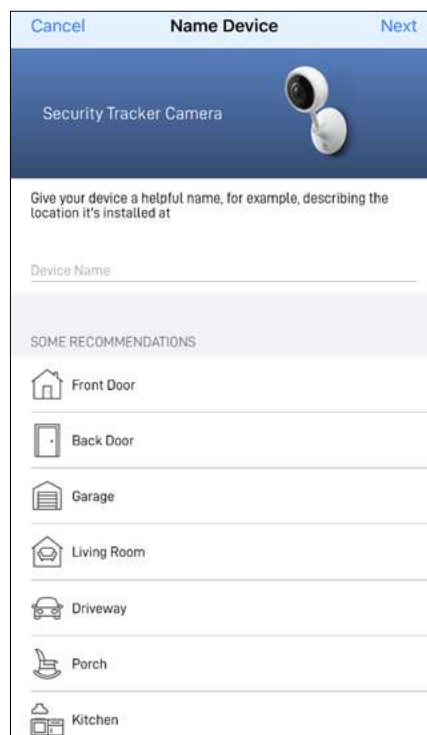 Cancel Name Device Next
Security Tracker Camera
Give your device a helpful name, for example, describing the
location it's installed at
Device Name
SOME RECOMMENDATIONS
Front Door
Back Door
Garage
Living Room
Driveway
Porch
Kitchen